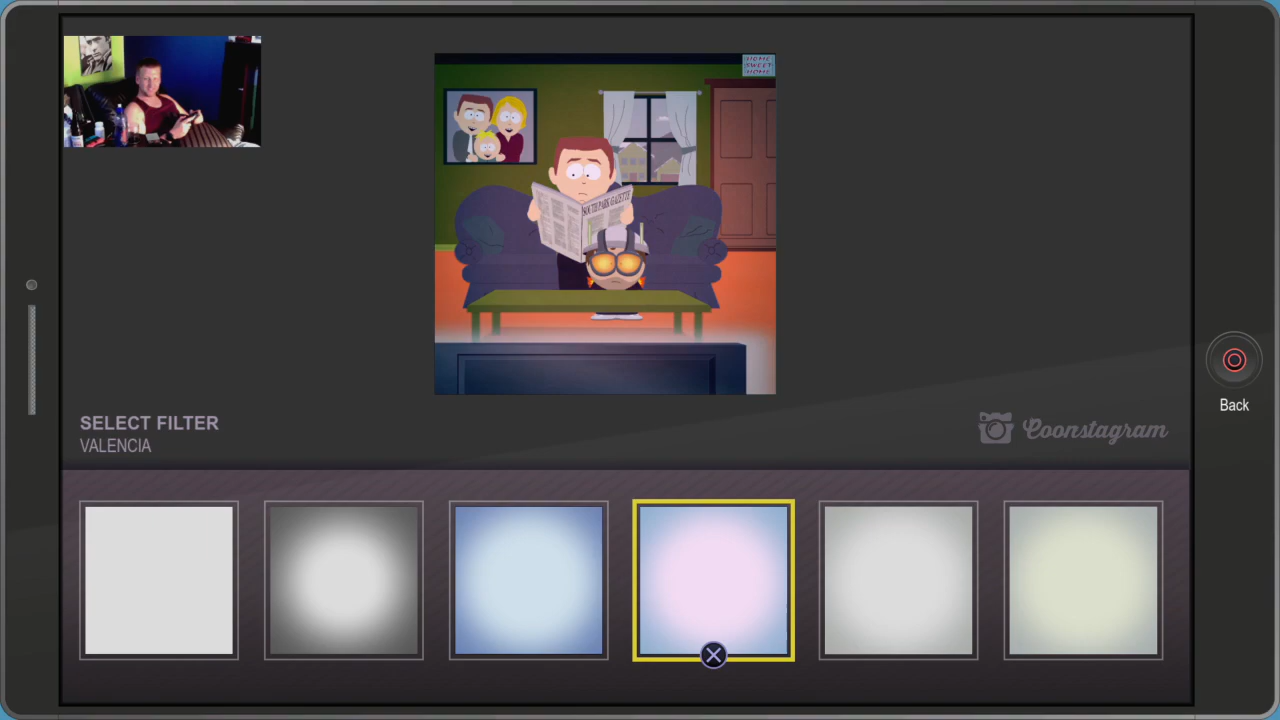 HOME
SWEET
HOME
SOUTH PARK GAZETTE
Back
SELECT FILTER
VALENCIA
Coonstagram